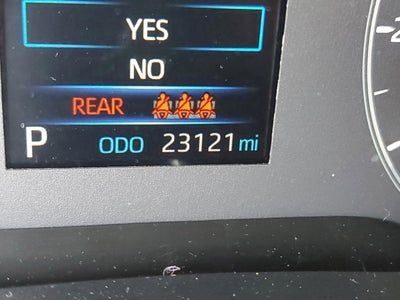 YES
NO
REAR
P ODO 23121 mi